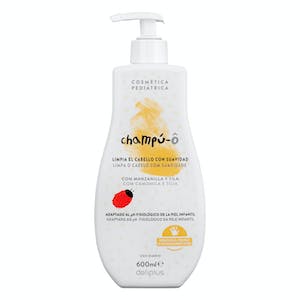 COSMÉTICA
PEDIÁTRICA
champú-ô
LIMPIA EL CABELLO CON SUAVIDAD
LIMPA O CABELO COM SUAVIDADE
CON MANZANILLA Y TILA
COM CAMOMILA E TÍLIA
ADAPTADO AL pH FISIOLÓGICO DE LA PIEL INFANTIL
ADAPTADO AO pH FISIOLÓGICO DA PELE INFANTIL
600ml e
deliplus